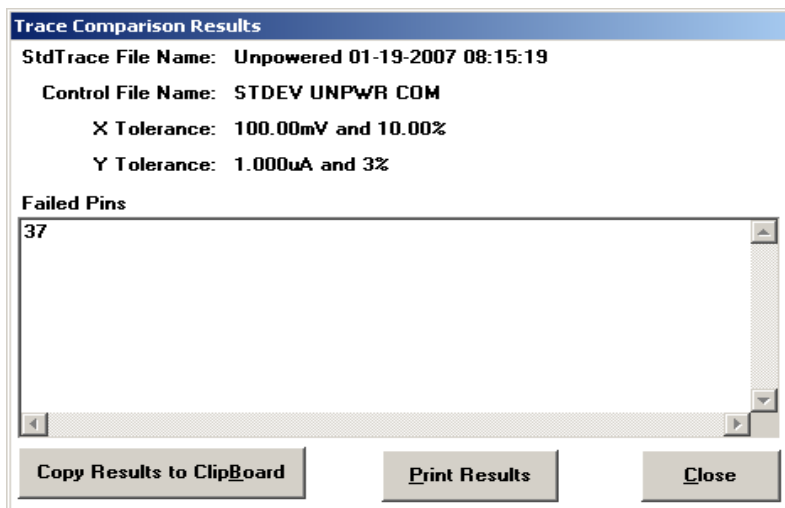 Trace Comparison Results
StdTrace File Name: Unpowered 01-19-2007 08:15:19
Control File Name: STDEV UNPWR COM
X Tolerance: 100.00mV and 10.00%
Y Tolerance: 1.000uA and 3%
Failed Pins
37
Copy Results to ClipBoard Print Results Close